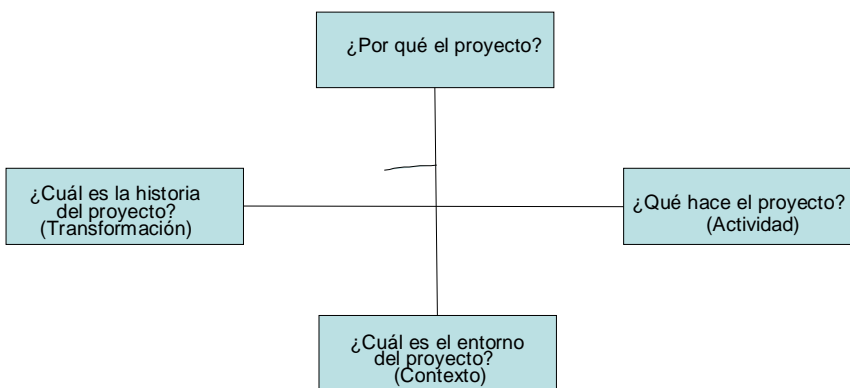 ¿Por qué el proyecto?
¿Cuál es la historia
del proyecto?
(Transformación)
¿Qué hace el proyecto?
(Actividad)
¿Cuál es el entorno
del proyecto?
(Contexto)